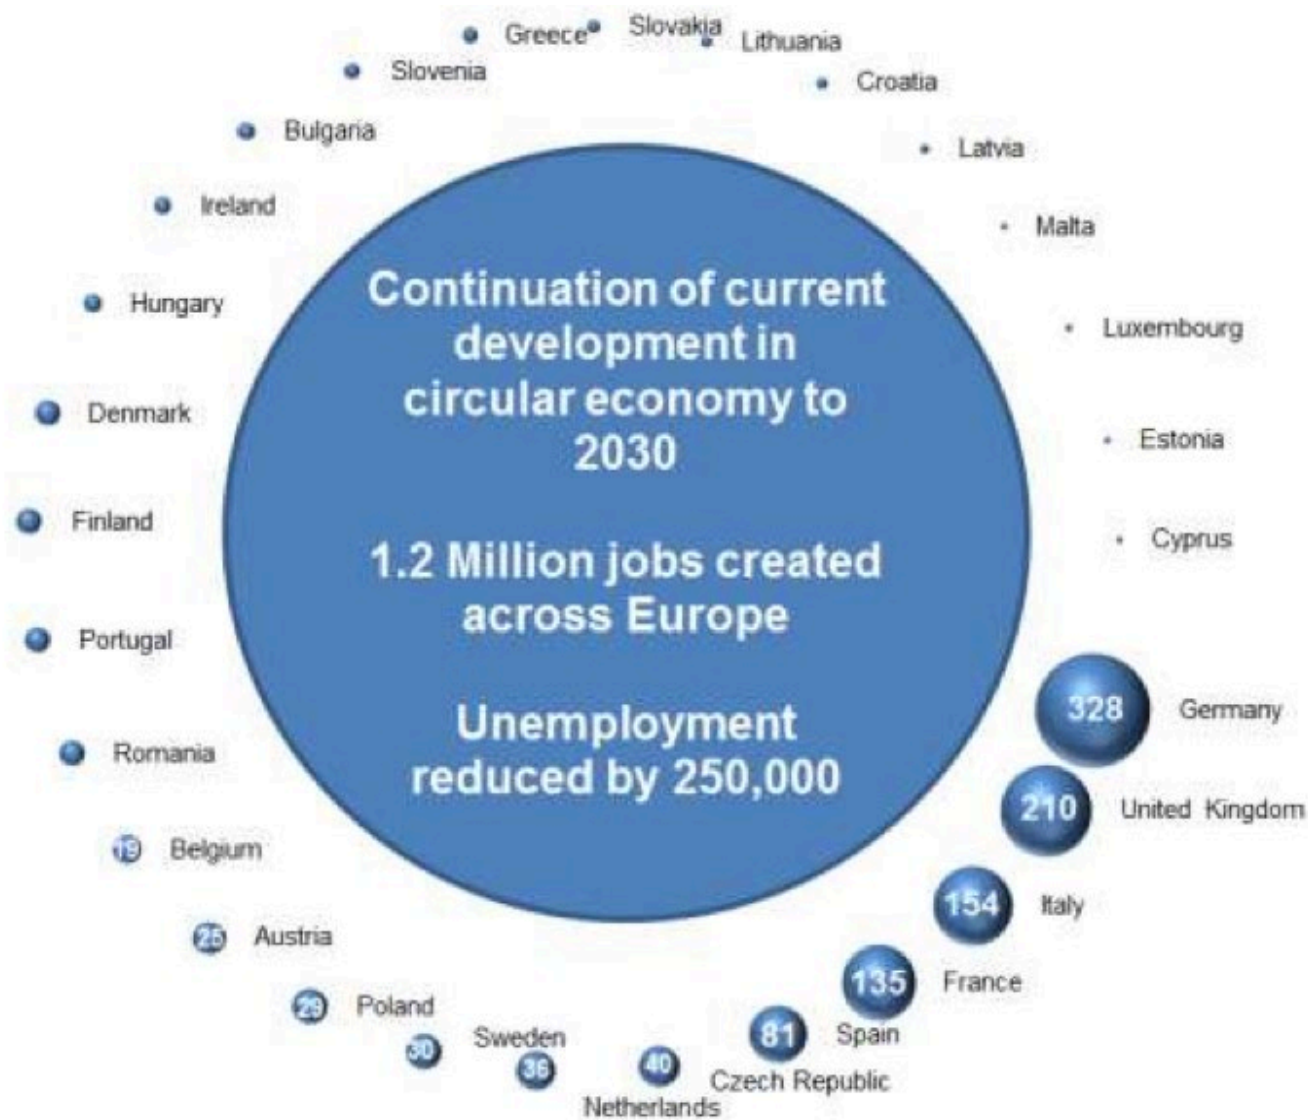 Continuation of current
development in
circular economy to
2030
1.2 Million jobs created
across Europe
Unemployment
reduced by 250,000
328 Germany
210 United Kingdom
154 Italy
135 France
81 Spain
40 Czech Republic
36 Netherlands
30 Sweden
29 Poland
25 Austria
19 Belgium
Romania
Portugal
Finland
Denmark
Hungary
Ireland
Bulgaria
Slovenia
Greece
Slovakia
Lithuania
Croatia
Latvia
Malta
Luxembourg
Estonia
Cyprus